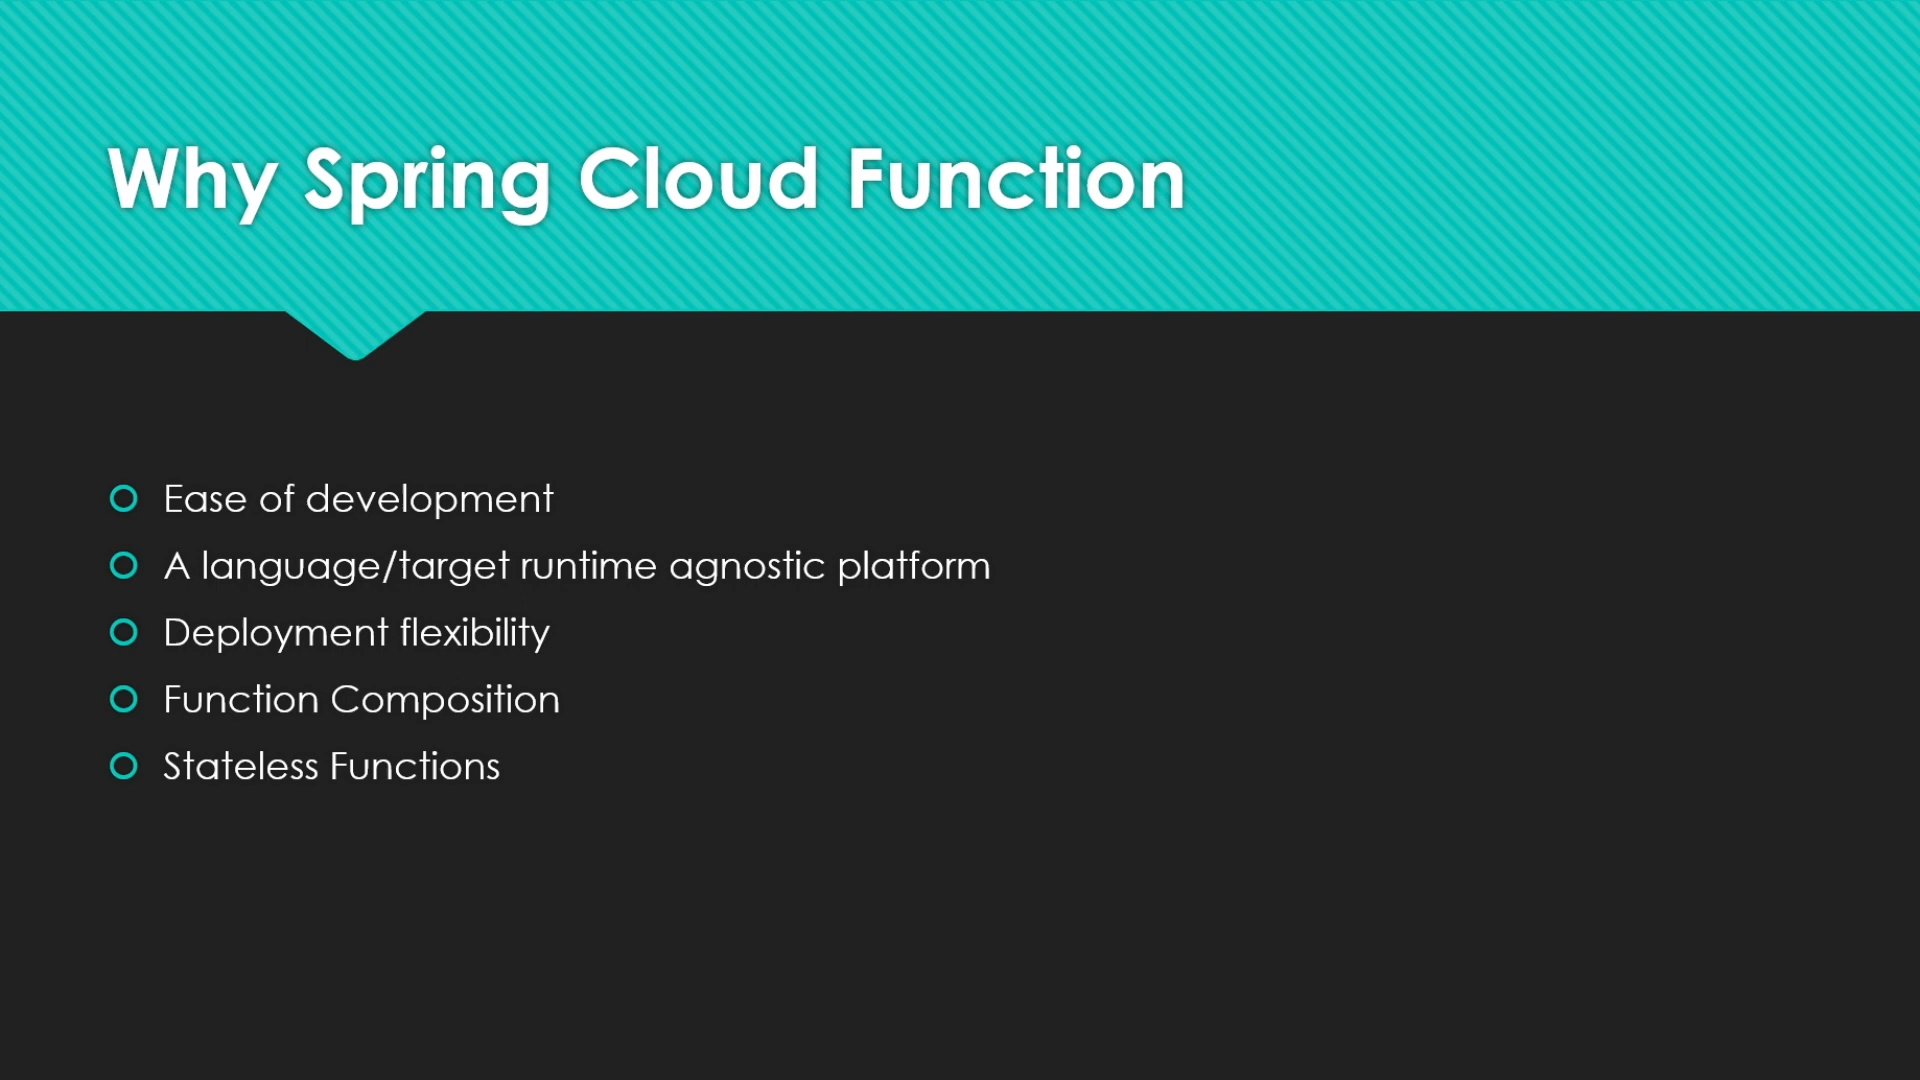 Why Spring Cloud Function
Ease of development
A language/target runtime agnostic platform
Deployment flexibility
Function Composition
Stateless Functions